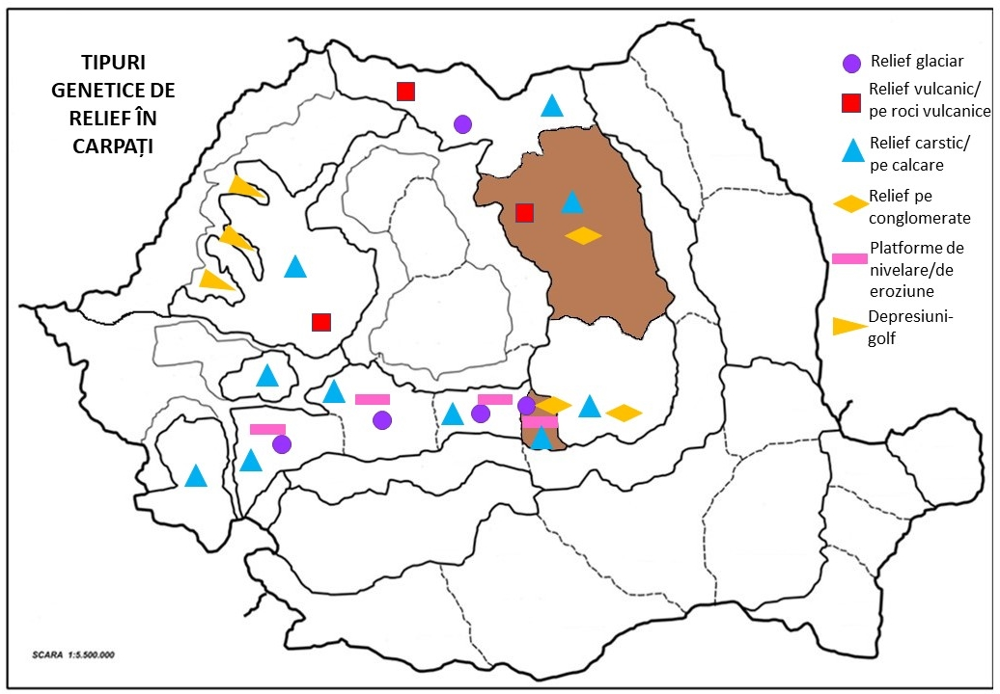 TIPURI
GENETICE DE
RELIEF ÎN
CARPAȚI
Relief glaciar
Relief vulcanic/
pe roci vulcanice
Relief carstic/
pe calcare
Relief pe
conglomerate
Platforme de
nivelare/de
eroziune
Depresiuni-
golf
SCARA 1:5.500.000